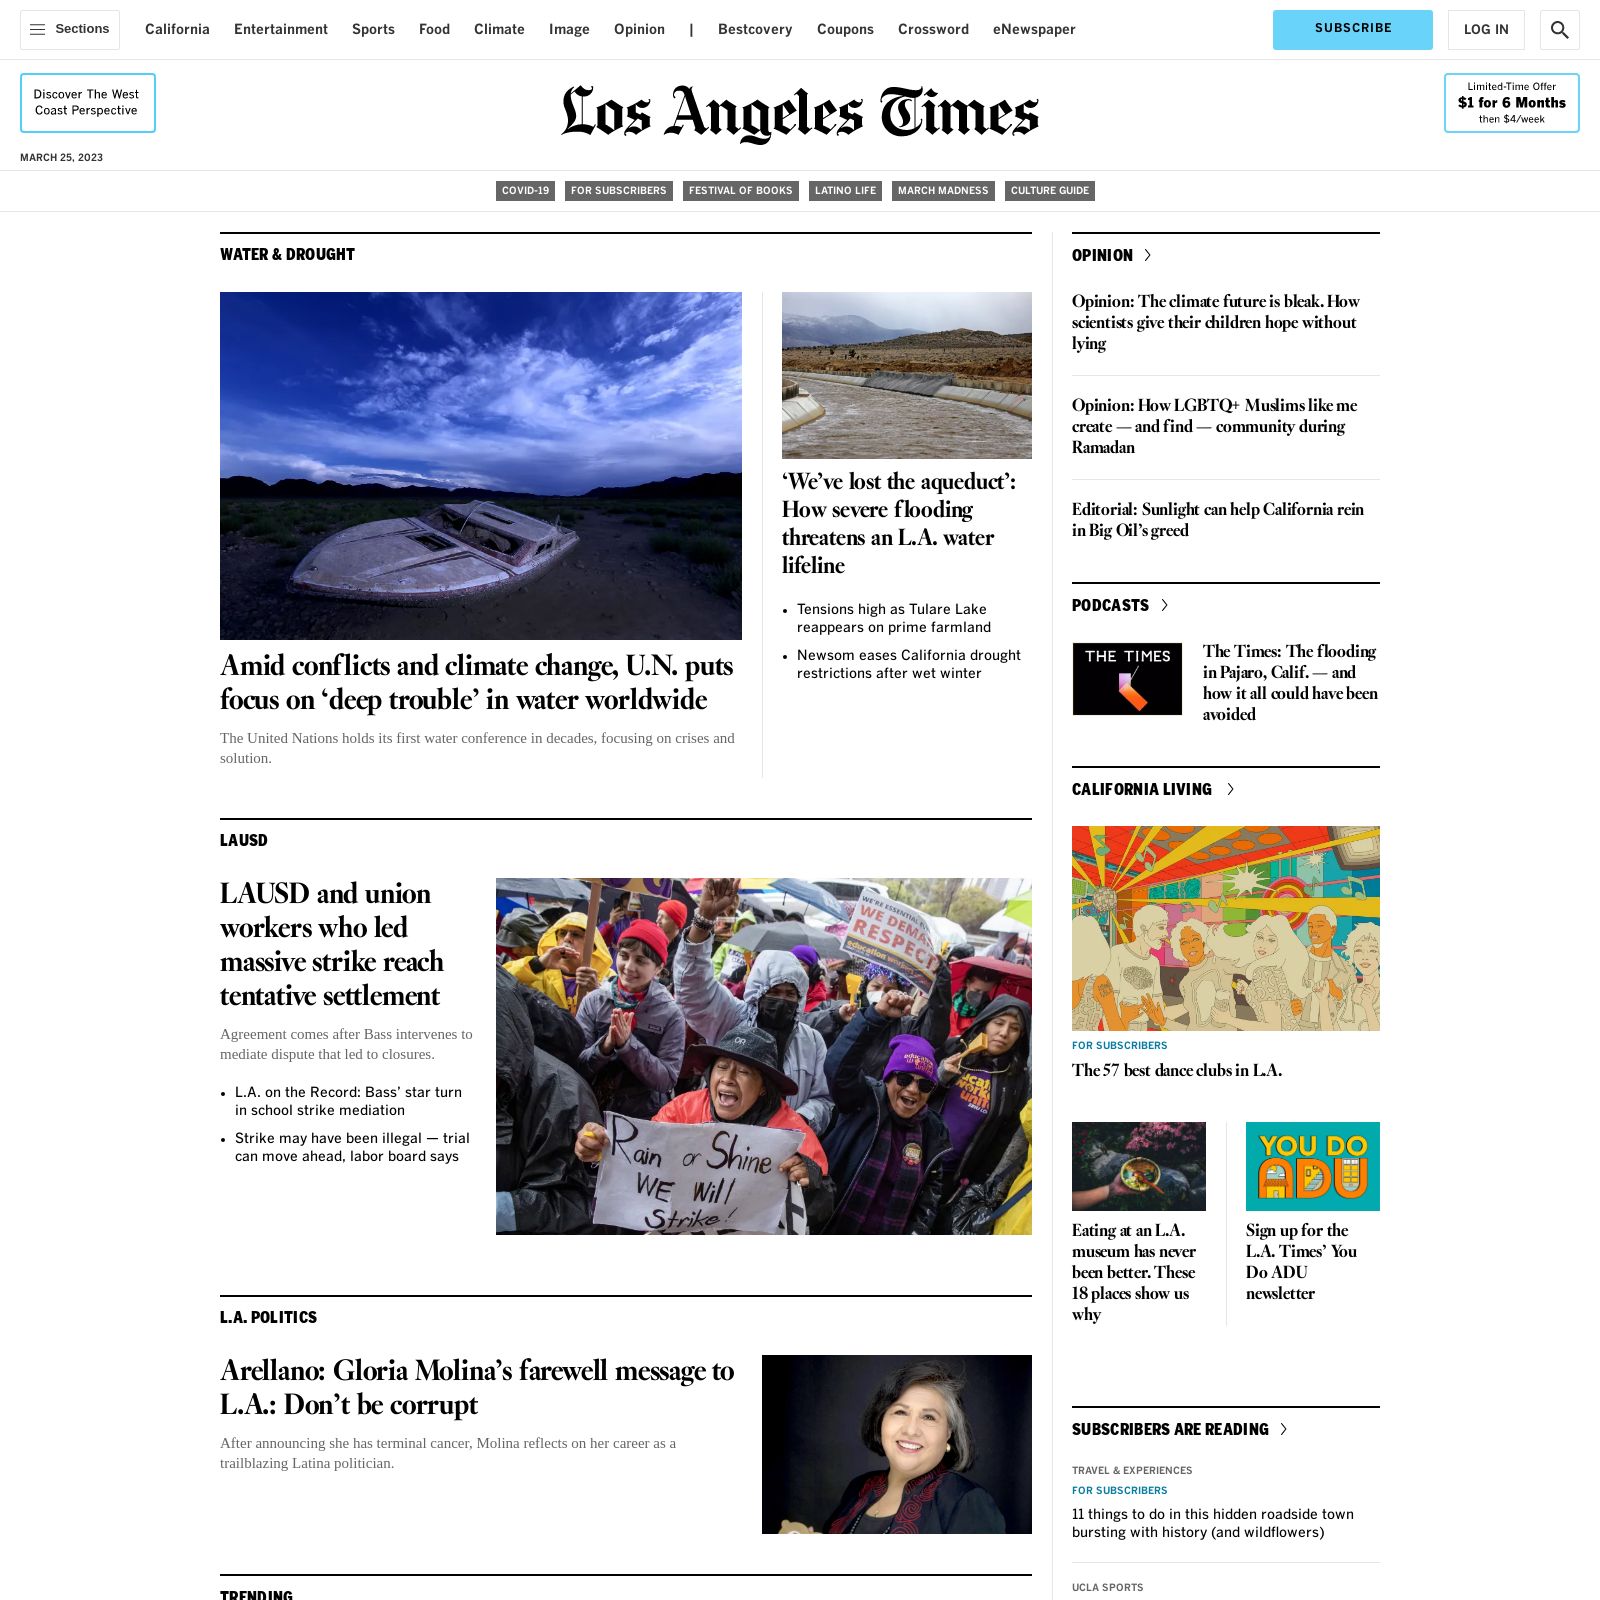 Sections
California Entertainment Sports Food Climate Image Opinion | Bestcovery Coupons Crossword eNewspaper
SUBSCRIBE
LOG IN
Discover The West
Coast Perspective
Los Angeles Times
Limited-Time Offer
$1 for 6 Months
then $4/week
MARCH 25, 2023
COVID-19 FOR SUBSCRIBERS FESTIVAL OF BOOKS LATINO LIFE MARCH MADNESS CULTURE GUIDE
WATER & DROUGHT
Amid conflicts and climate change, U.N. puts
focus on ‘deep trouble’ in water worldwide
The United Nations holds its first water conference in decades, focusing on crises and
solution.
‘We’ve lost the aqueduct’:
How severe flooding
threatens an L.A. water
lifeline
• Tensions high as Tulare Lake
reappears on prime farmland
• Newsom eases California drought
restrictions after wet winter
LAUSD
LAUSD and union
workers who led
massive strike reach
tentative settlement
Agreement comes after Bass intervenes to
mediate dispute that led to closures.
• L.A. on the Record: Bass’ star turn
in school strike mediation
• Strike may have been illegal — trial
can move ahead, labor board says
WE'RE ESSENTIAL
WE DEMAND
RESPECT
education workers
Rain or Shine
WE Will
Strike!
L.A. POLITICS
Arellano: Gloria Molina’s farewell message to
L.A.: Don’t be corrupt
After announcing she has terminal cancer, Molina reflects on her career as a
trailblazing Latina politician.
TRENDING
OPINION
Opinion: The climate future is bleak. How
scientists give their children hope without
lying
Opinion: How LGBTQ+ Muslims like me
create — and find — community during
Ramadan
Editorial: Sunlight can help California rein
in Big Oil’s greed
PODCASTS
THE TIMES
The Times: The flooding
in Pajaro, Calif. — and
how it all could have been
avoided
CALIFORNIA LIVING
FOR SUBSCRIBERS
The 57 best dance clubs in L.A.
Eating at an L.A.
museum has never
been better. These
18 places show us
why
YOU DO
ADU
Sign up for the
L.A. Times’ You
Do ADU
newsletter
SUBSCRIBERS ARE READING
TRAVEL & EXPERIENCES
FOR SUBSCRIBERS
11 things to do in this hidden roadside town
bursting with history (and wildflowers)
UCLA SPORTS